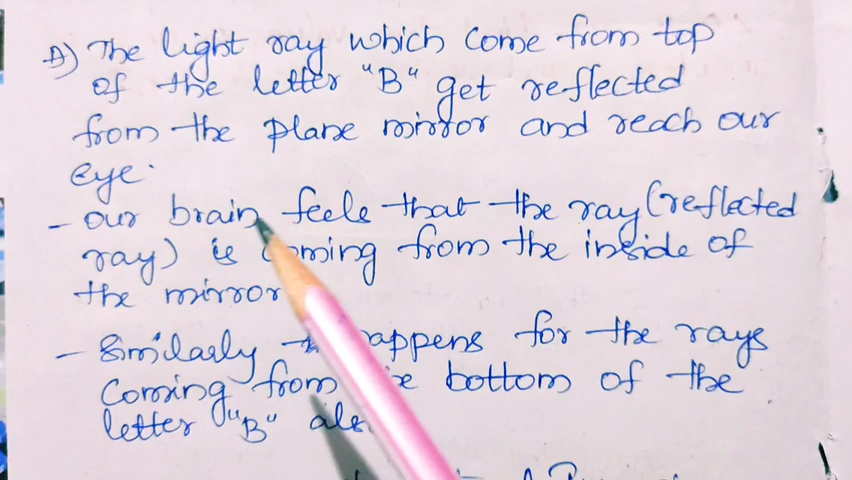 A) The light ray which come from top
of the letter "B" get reflected
from the plane mirror and reach our
eye.
- our brain feels that the ray (reflected
ray) is coming from the inside of
the mirror
- Similarly happens for the rays
coming from the bottom of the
letter "B"